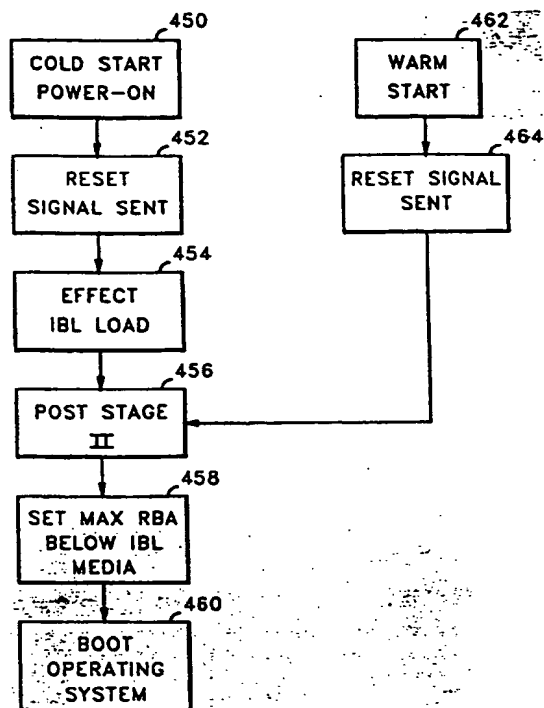 450
COLD START
POWER-ON
452
RESET
SIGNAL SENT
454
EFFECT
IBL LOAD
456
POST STAGE
II
458
SET MAX RBA
BELOW IBL
MEDIA
460
BOOT
OPERATING
SYSTEM
462
WARM
START
464
RESET SIGNAL
SENT